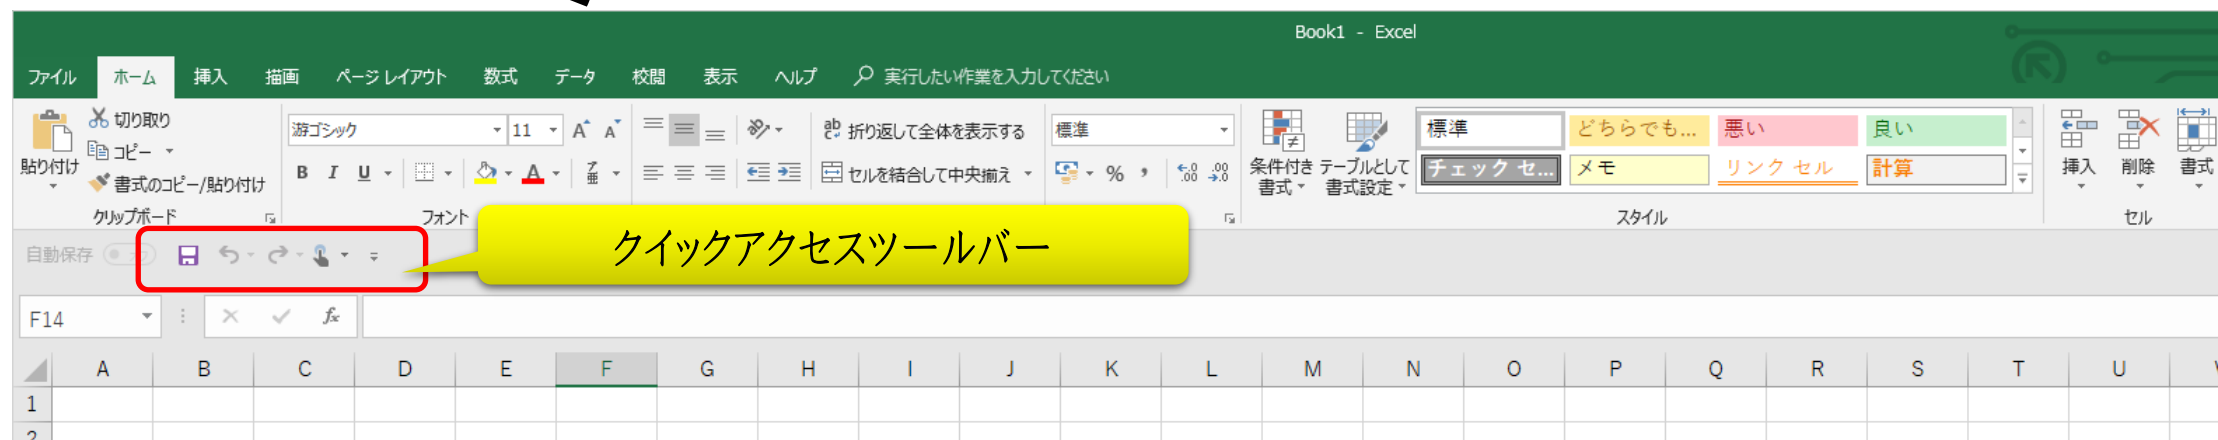 Book1 - Excel
ファイル ホーム 挿入 描画 ページ レイアウト 数式 データ 校閲 表示 ヘルプ 実行したい作業を入力してください
貼り付け
切り取り
コピー
書式のコピー/貼り付け
クリップボード
游ゴシック 11 A A
B I U A
フォント
ab 折り返して全体を表示する
セルを結合して中央揃え
標準
% , .00 .0
条件付き書式
テーブルとして書式設定
標準 どちらでも... 悪い 良い
チェック セ... メモ リンク セル 計算
スタイル
挿入 削除 書式
セル
自動保存
クイックアクセスツールバー
F14 fx
A B C D E F G H I J K L M N O P Q R S T U
1
2